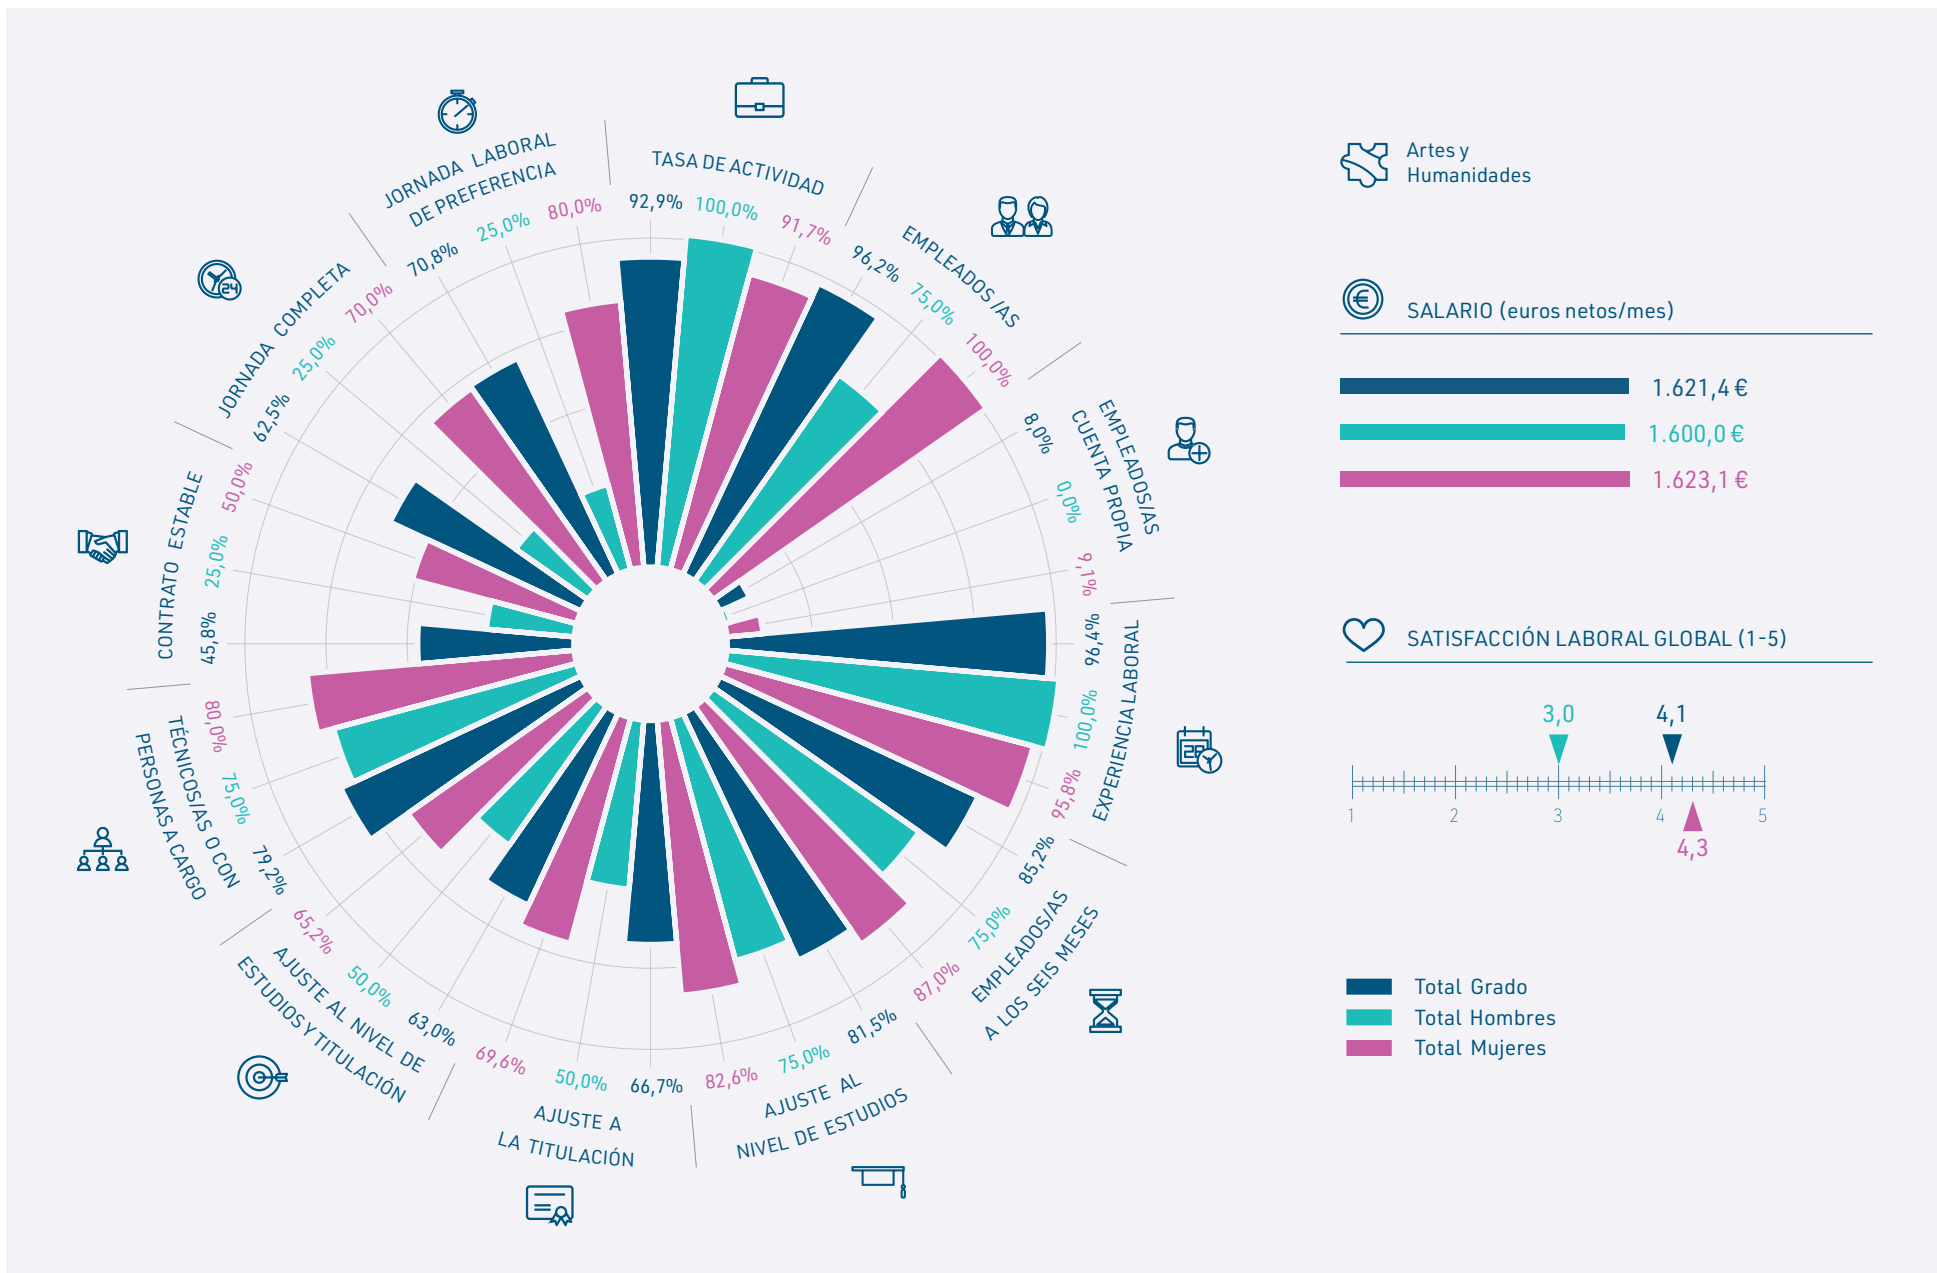 JORNADA LABORAL
DE PREFERENCIA
70,8%
25,0%
80,0%
TASA DE ACTIVIDAD
92,9%
100,0%
91,7%
EMPLEADOS /AS
96,2%
75,0%
100,0%
EMPLEADOS/AS
CUENTA PROPIA
8,0%
0,0%
9,1%
EXPERIENCIA LABORAL
96,4%
100,0%
95,8%
EMPLEADOS/AS
A LOS SEIS MESES
85,2%
75,0%
87,0%
AJUSTE AL
NIVEL DE ESTUDIOS
81,5%
75,0%
82,6%
AJUSTE A
LA TITULACIÓN
66,7%
50,0%
69,6%
AJUSTE AL NIVEL DE
ESTUDIOS Y TITULACIÓN
63,0%
50,0%
65,2%
TÉCNICOS/AS O CON
PERSONAS A CARGO
79,2%
75,0%
80,0%
CONTRATO ESTABLE
45,8%
25,0%
50,0%
JORNADA COMPLETA
62,5%
25,0%
70,0%
24
28
Artes y
Humanidades
€
SALARIO (euros netos/mes)
1.621,4 €
1.600,0 €
1.623,1 €
SATISFACCIÓN LABORAL GLOBAL (1-5)
3,0
4,1
1 2 3 4 5
4,3
Total Grado
Total Hombres
Total Mujeres